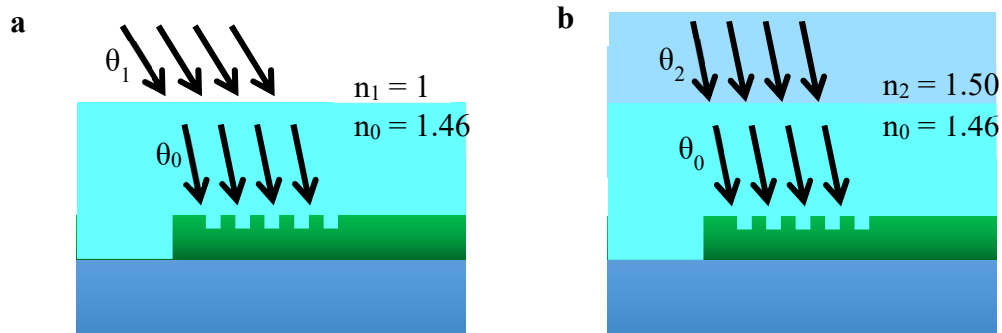 a
θ₁
n₁ = 1
n₀ = 1.46
θ₀
b
θ₂
n₂ = 1.50
n₀ = 1.46
θ₀